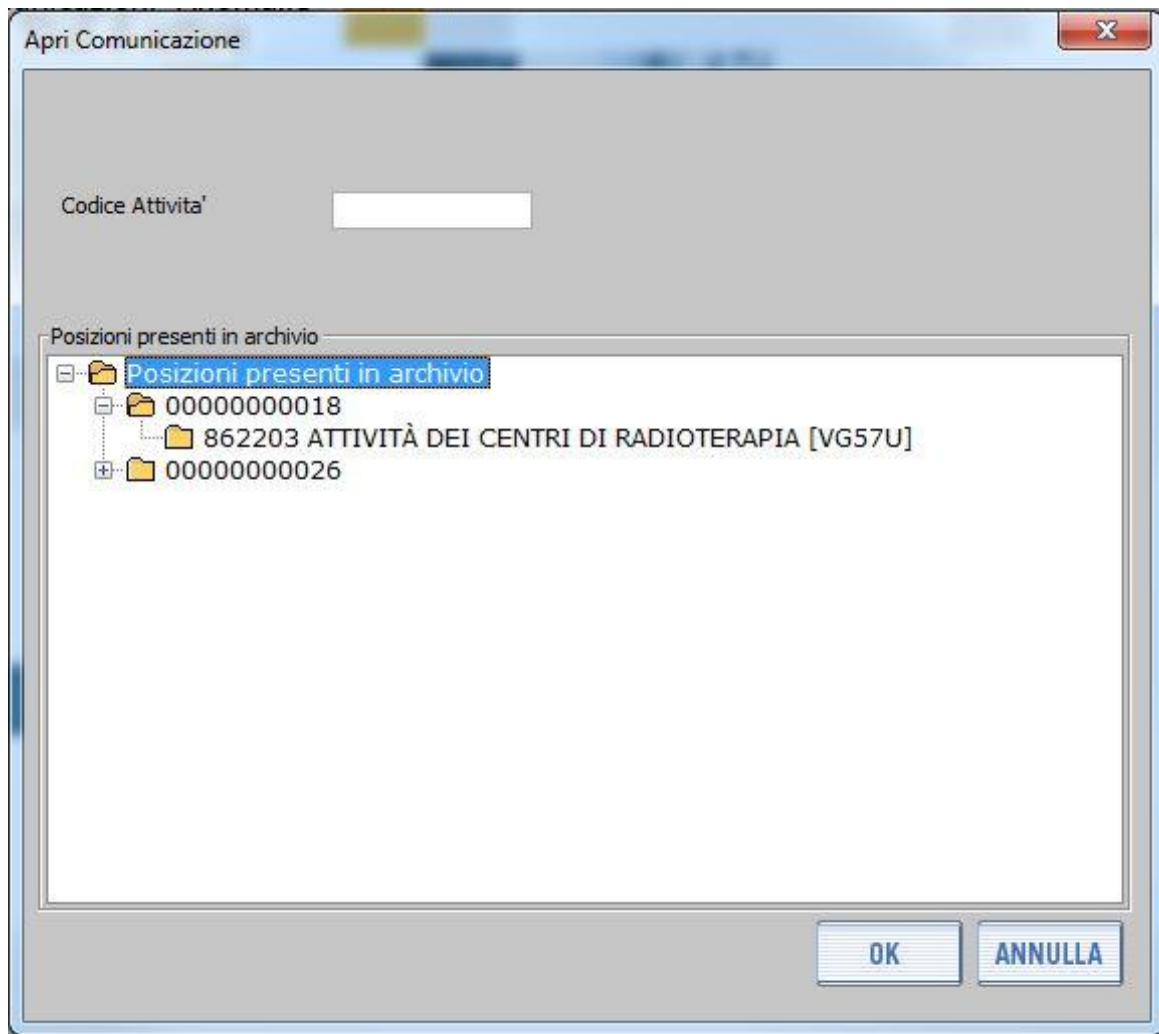 Apri Comunicazione
Codice Attivita'
Posizioni presenti in archivio
Posizioni presenti in archivio
00000000018
862203 ATTIVITÀ DEI CENTRI DI RADIOTERAPIA [VG57U]
00000000026
OK
ANNULLA